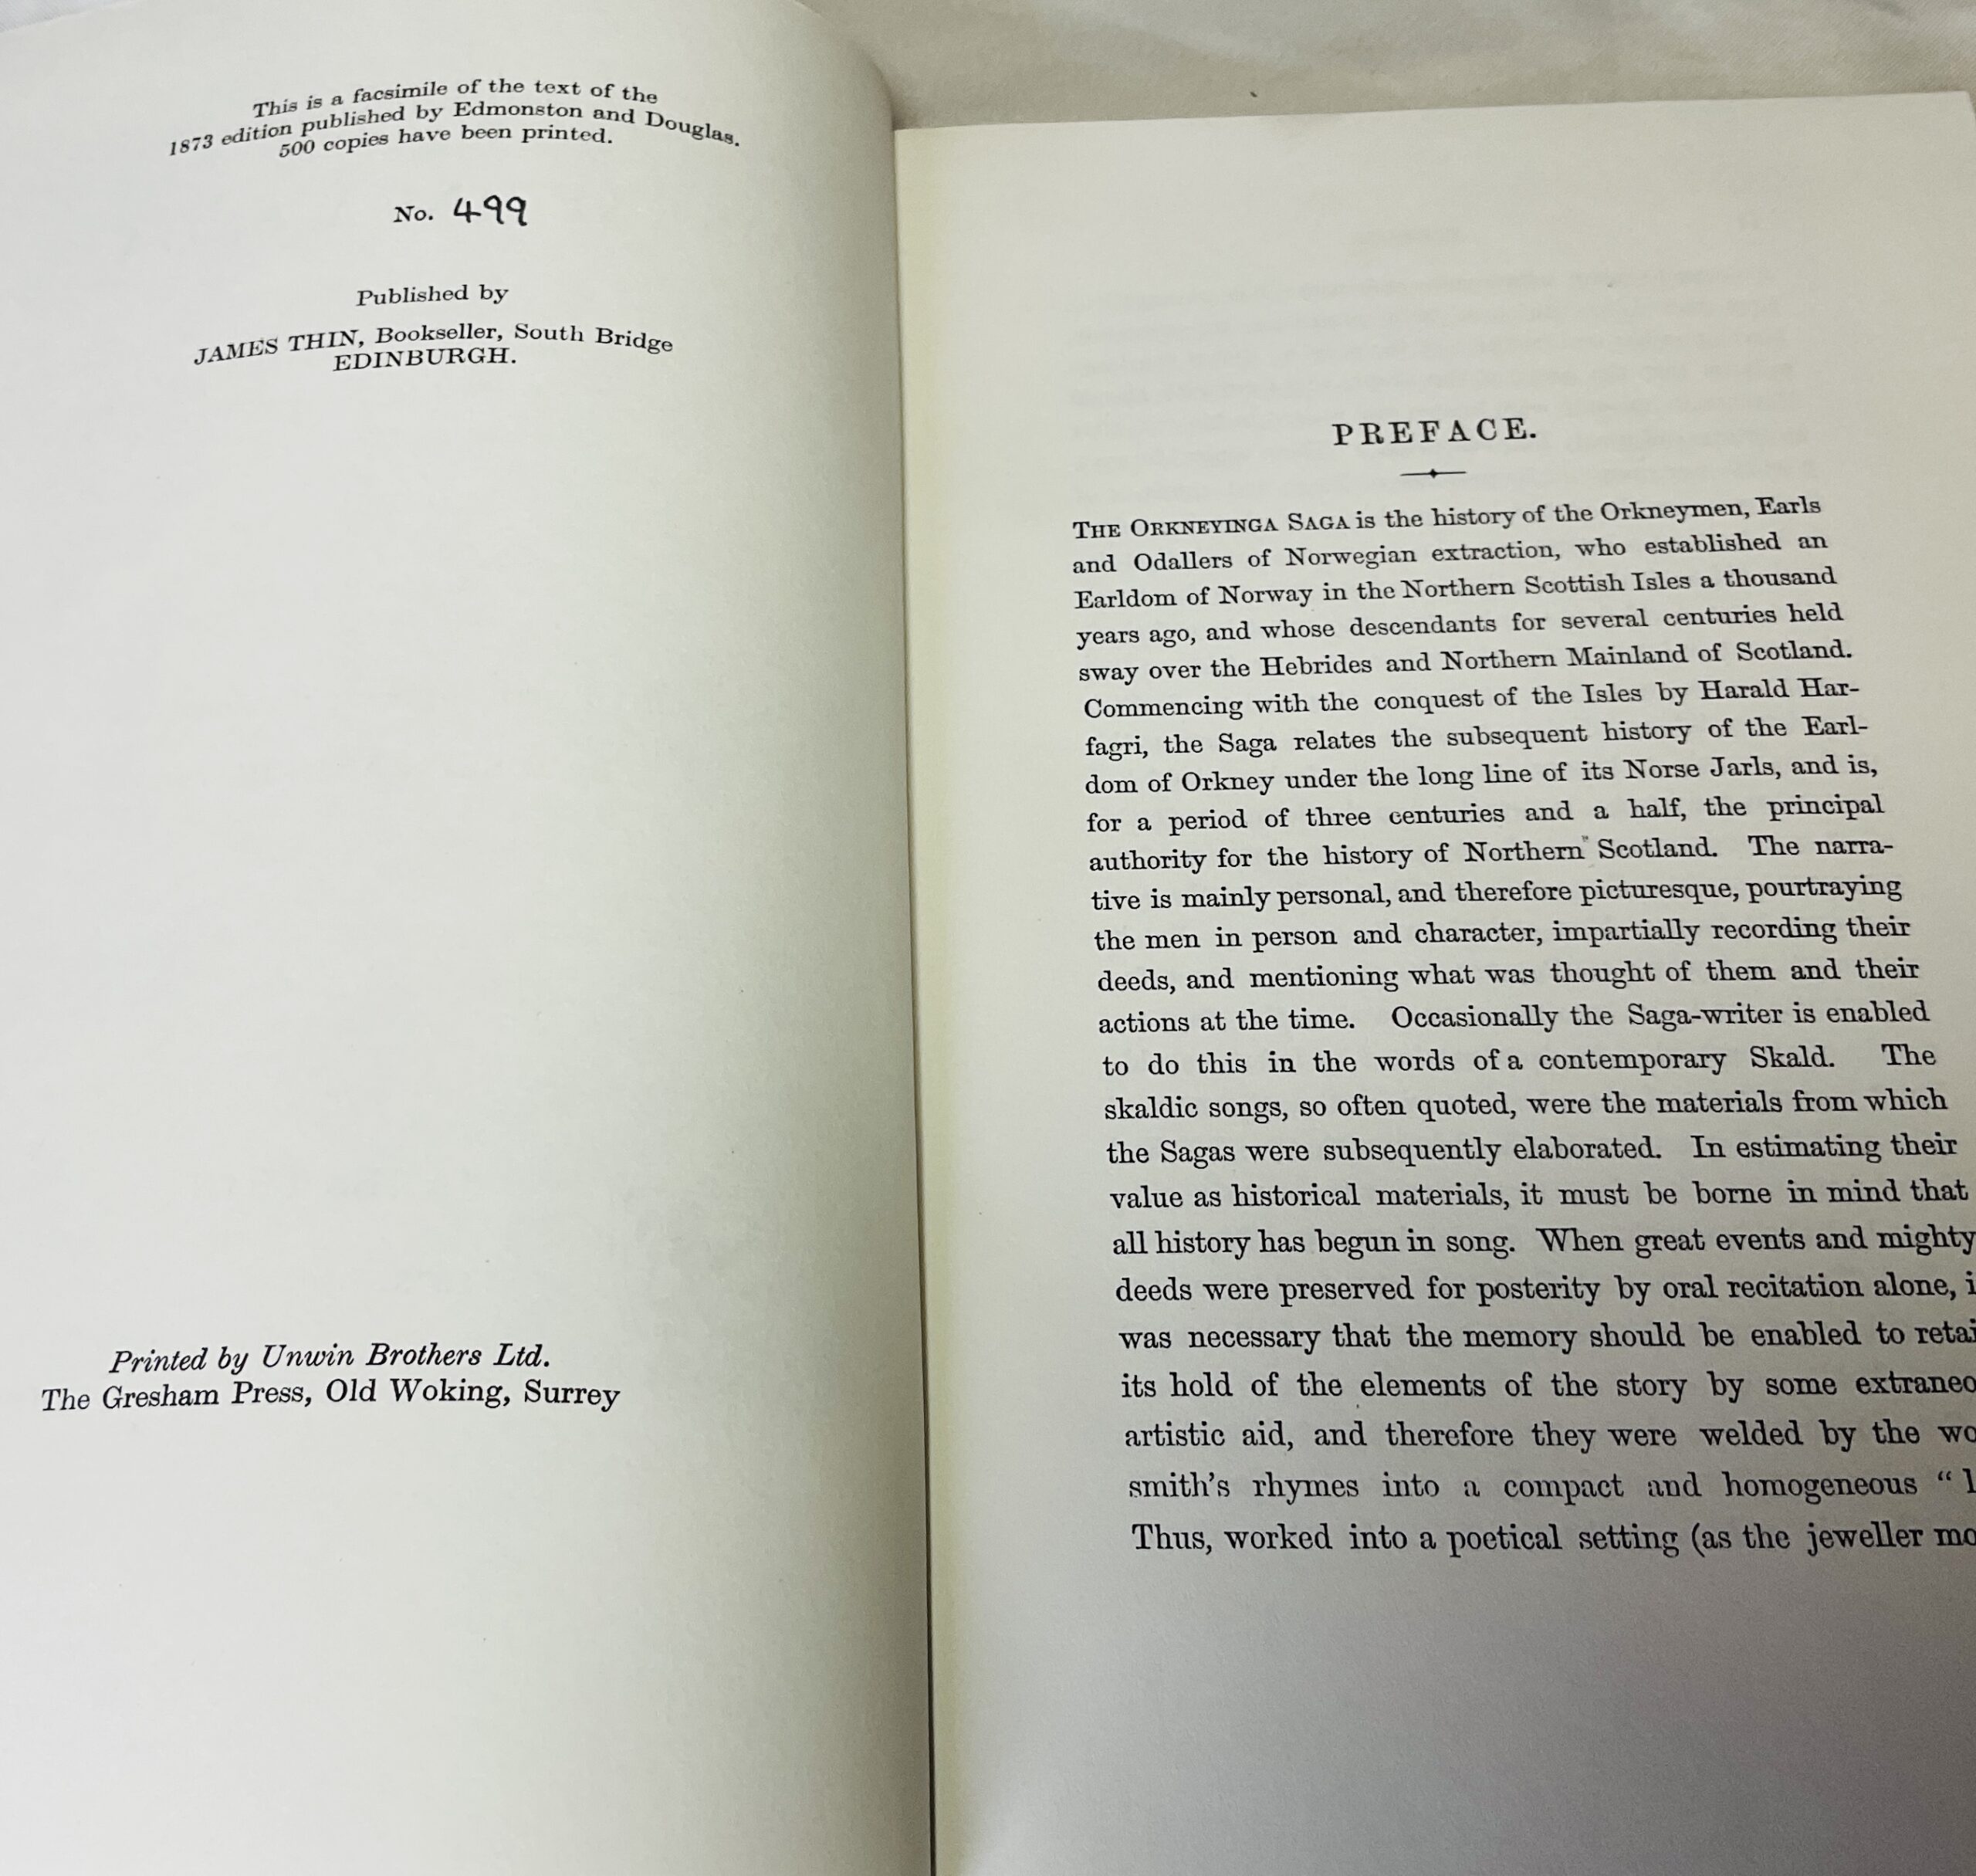 This is a facsimile of the text of the
1873 edition published by Edmonston and Douglas.
500 copies have been printed.
No. 499
Published by
JAMES THIN, Bookseller, South Bridge
EDINBURGH.
Printed by Unwin Brothers Ltd.
The Gresham Press, Old Woking, Surrey
PREFACE.
THE ORKNEYINGA SAGA is the history of the Orkneymen, Earls
and Odallers of Norwegian extraction, who established an
Earldom of Norway in the Northern Scottish Isles a thousand
years ago, and whose descendants for several centuries held
sway over the Hebrides and Northern Mainland of Scotland.
Commencing with the conquest of the Isles by Harald Har-
fagri, the Saga relates the subsequent history of the Earl-
dom of Orkney under the long line of its Norse Jarls, and is,
for a period of three centuries and a half, the principal
authority for the history of Northern Scotland. The narra-
tive is mainly personal, and therefore picturesque, pourtraying
the men in person and character, impartially recording their
deeds, and mentioning what was thought of them and their
actions at the time. Occasionally the Saga-writer is enabled
to do this in the words of a contemporary Skald. The
skaldic songs, so often quoted, were the materials from which
the Sagas were subsequently elaborated. In estimating their
value as historical materials, it must be borne in mind that
all history has begun in song. When great events and mighty
deeds were preserved for posterity by oral recitation alone,
was necessary that the memory should be enabled to
its hold of the elements of the story by some
artistic aid, and therefore they were welded by the
smith's rhymes into a compact and homogeneous "
Thus, worked into a poetical setting (as the jeweller